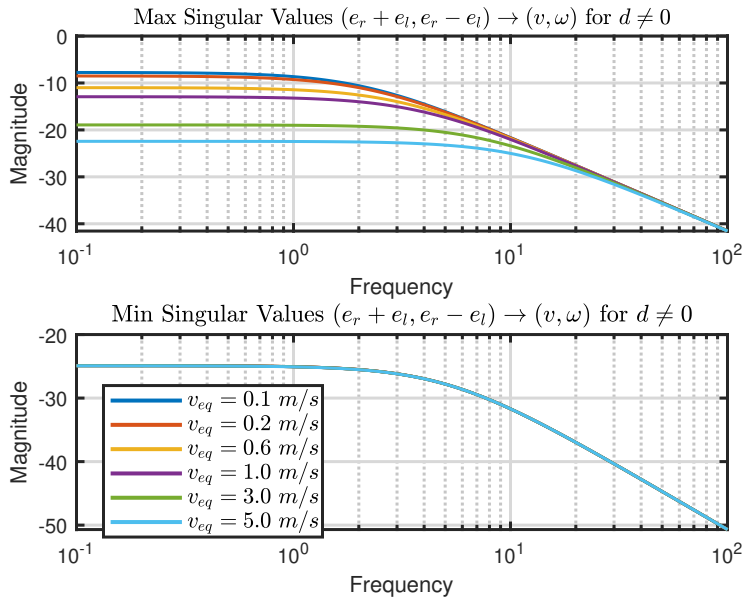 Max Singular Values (e_r + e_l, e_r − e_l) → (v, ω) for d ≠ 0
0
-10
-20
-30
-40
Magnitude
10^-1
10^0
10^1
10^2
Frequency
Min Singular Values (e_r + e_l, e_r − e_l) → (v, ω) for d ≠ 0
-20
-30
-40
-50
Magnitude
v_eq = 0.1 m/s
v_eq = 0.2 m/s
v_eq = 0.6 m/s
v_eq = 1.0 m/s
v_eq = 3.0 m/s
v_eq = 5.0 m/s
10^-1
10^0
10^1
10^2
Frequency